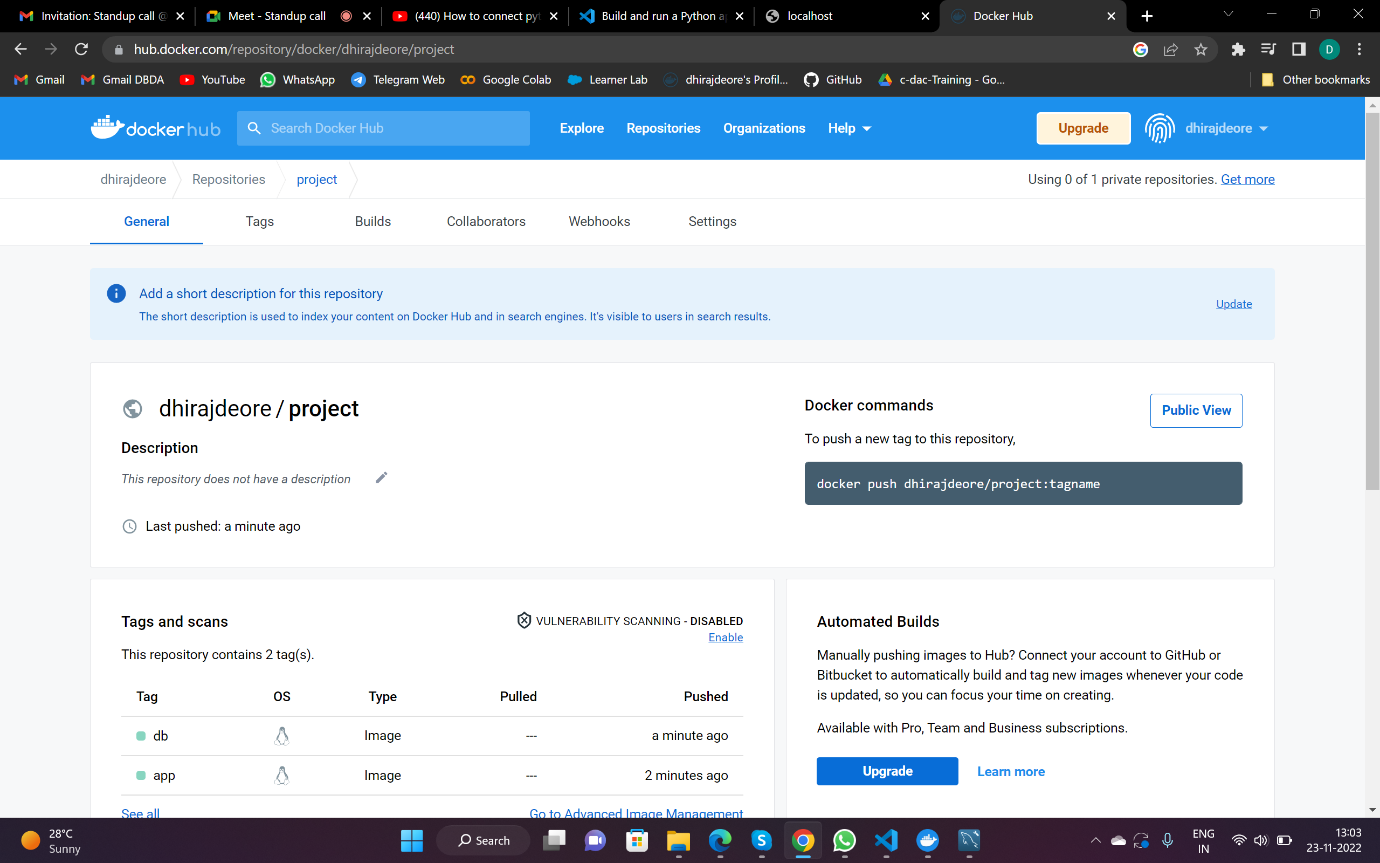 Invitation: Standup call @
Meet - Standup call
(440) How to connect pyt
Build and run a Python a
localhost
Docker Hub
hub.docker.com/repository/docker/dhirajdeore/project
D
Gmail
Gmail DBDA
YouTube
WhatsApp
Telegram Web
Google Colab
Learner Lab
dhirajdeore's Profil...
GitHub
c-dac-Training - Go...
Other bookmarks
docker hub
Search Docker Hub
Explore
Repositories
Organizations
Help
Upgrade
dhirajdeore
dhirajdeore
Repositories
project
Using 0 of 1 private repositories. Get more
General
Tags
Builds
Collaborators
Webhooks
Settings
Add a short description for this repository
The short description is used to index your content on Docker Hub and in search engines. It's visible to users in search results.
Update
dhirajdeore / project
Description
This repository does not have a description
Last pushed: a minute ago
Docker commands
Public View
To push a new tag to this repository,
docker push dhirajdeore/project:tagname
Tags and scans
VULNERABILITY SCANNING - DISABLED
Enable
This repository contains 2 tag(s).
Tag OS Type Pulled Pushed
db Image --- a minute ago
app Image --- 2 minutes ago
See all
Go to Advanced Image Management
Automated Builds
Manually pushing images to Hub? Connect your account to GitHub or
Bitbucket to automatically build and tag new images whenever your code
is updated, so you can focus your time on creating.
Available with Pro, Team and Business subscriptions.
Upgrade
Learn more
28°C
Sunny
Search
ENG
IN
13:03
23-11-2022